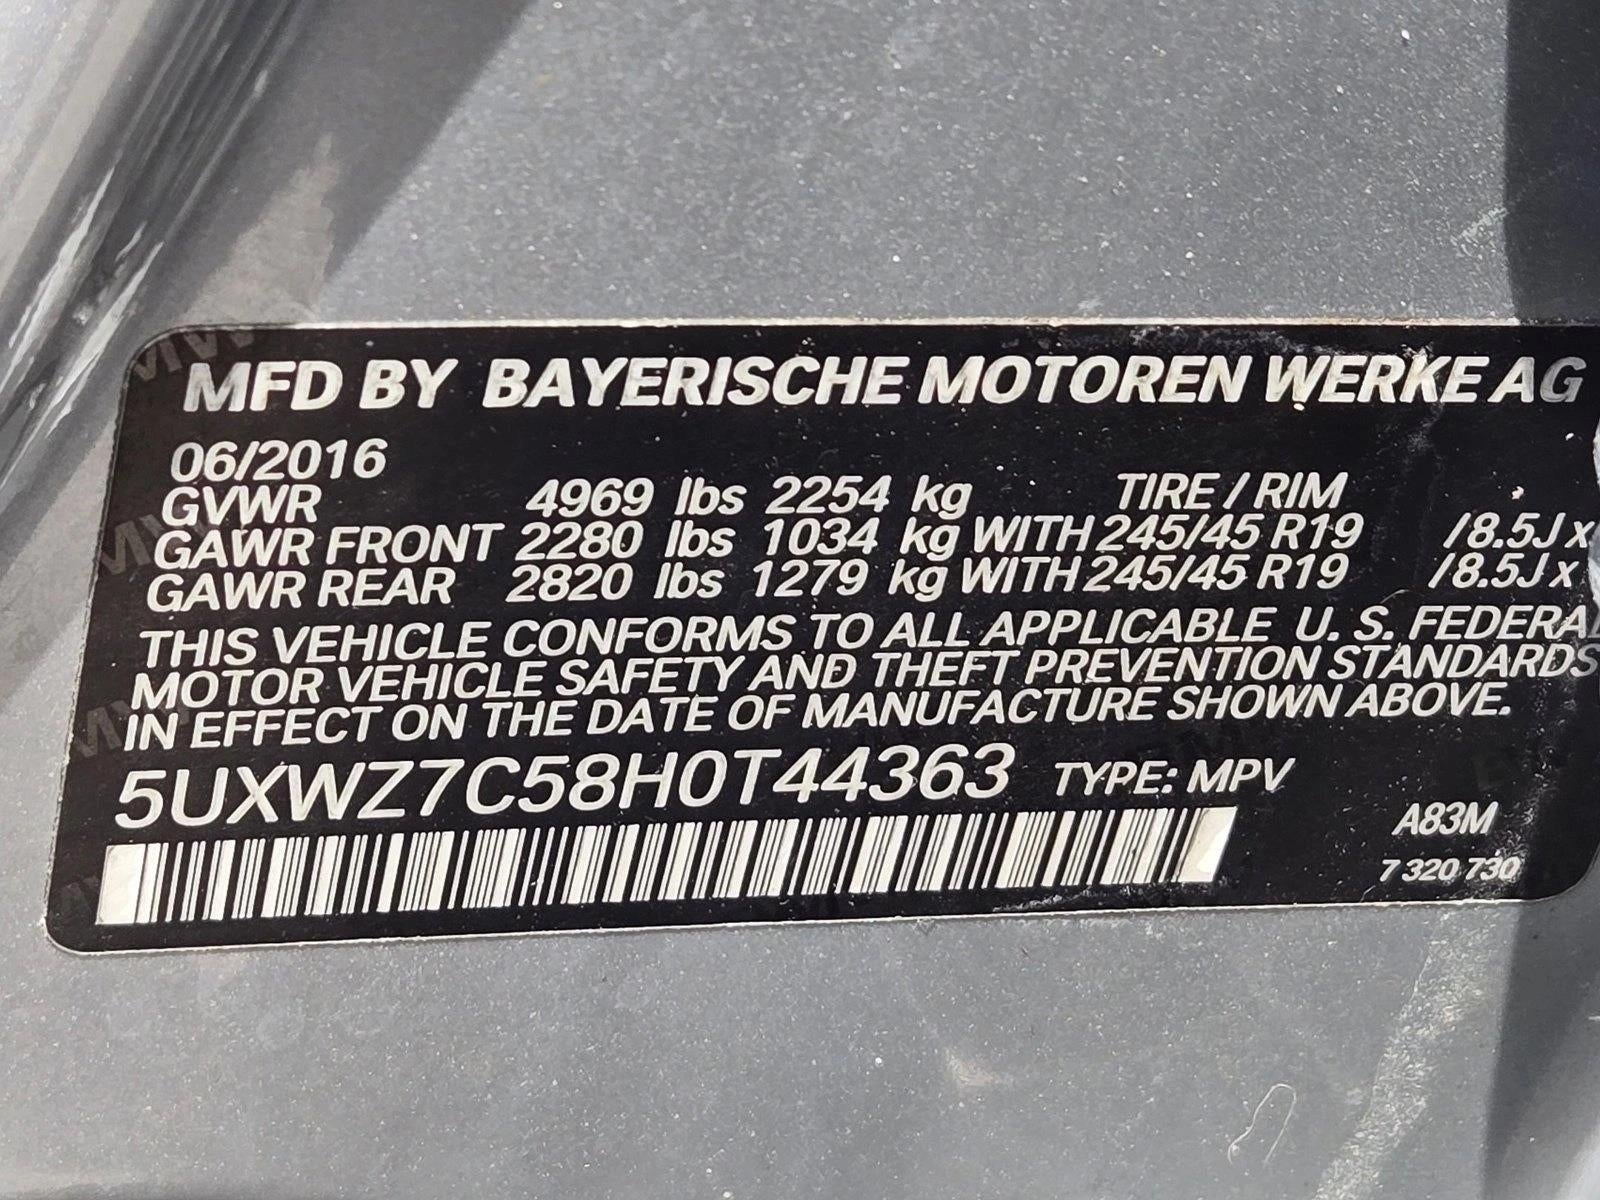 MFD BY BAYERISCHE MOTOREN WERKE AG
06/2016
GVWR 4969 lbs 2254 kg TIRE / RIM
GAWR FRONT 2280 lbs 1034 kg WITH 245/45 R19 /8.5J x
GAWR REAR 2820 lbs 1279 kg WITH 245/45 R19 /8.5J x
THIS VEHICLE CONFORMS TO ALL APPLICABLE U. S. FEDERAL
MOTOR VEHICLE SAFETY AND THEFT PREVENTION STANDARDS
IN EFFECT ON THE DATE OF MANUFACTURE SHOWN ABOVE.
5UXWZ7C58H0T44363 TYPE: MPV
A83M
7 320 730